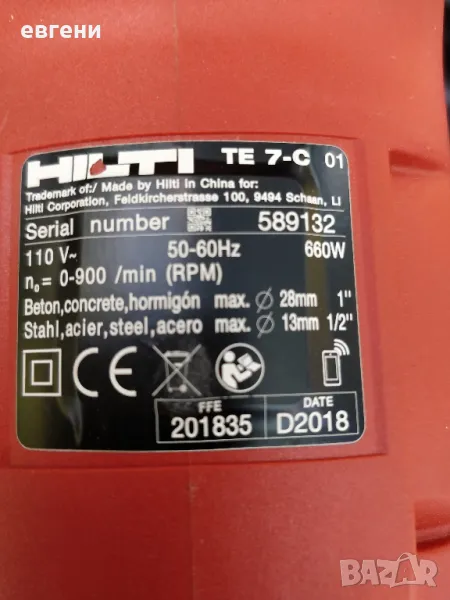 евгени
HILTI TE 7-C 01
Trademark of:/ Made by Hilti in China for:
Hilti Corporation, Feldkircherstrasse 100, 9494 Schaan, LI
Serial number 589132
110 V~ 50-60Hz 660W
n₀= 0-900 /min (RPM)
Beton,concrete,hormigón max. ⌀ 28mm 1"
Stahl,acier,steel,acero max. ⌀ 13mm 1/2"
CE
FFE DATE
201835 D2018
BAZAR